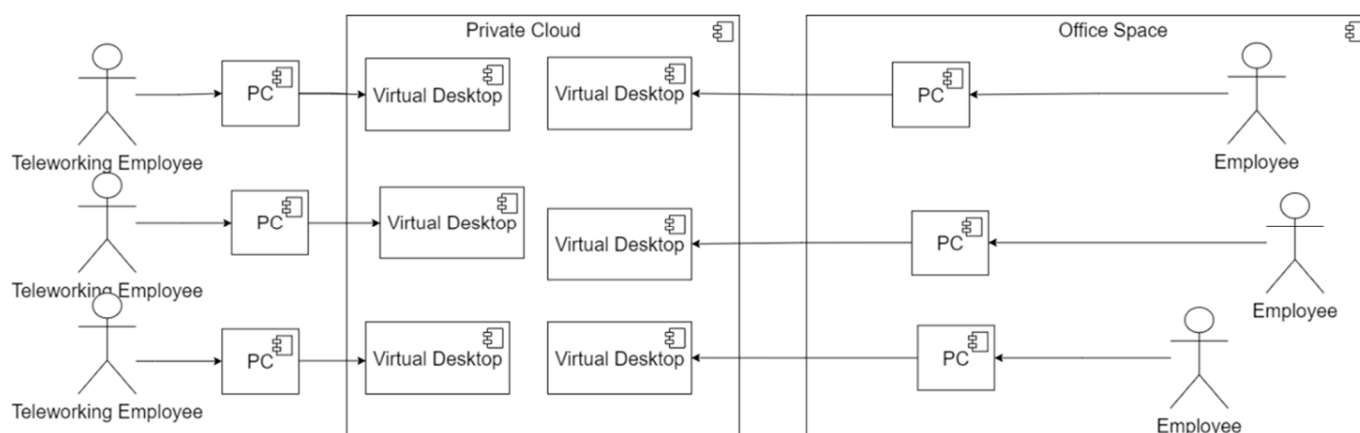 Private Cloud
Office Space
PC
Virtual Desktop
Virtual Desktop
PC
Teleworking Employee
Employee
PC
Virtual Desktop
Virtual Desktop
PC
Teleworking Employee
Employee
PC
Virtual Desktop
Virtual Desktop
PC
Teleworking Employee
Employee